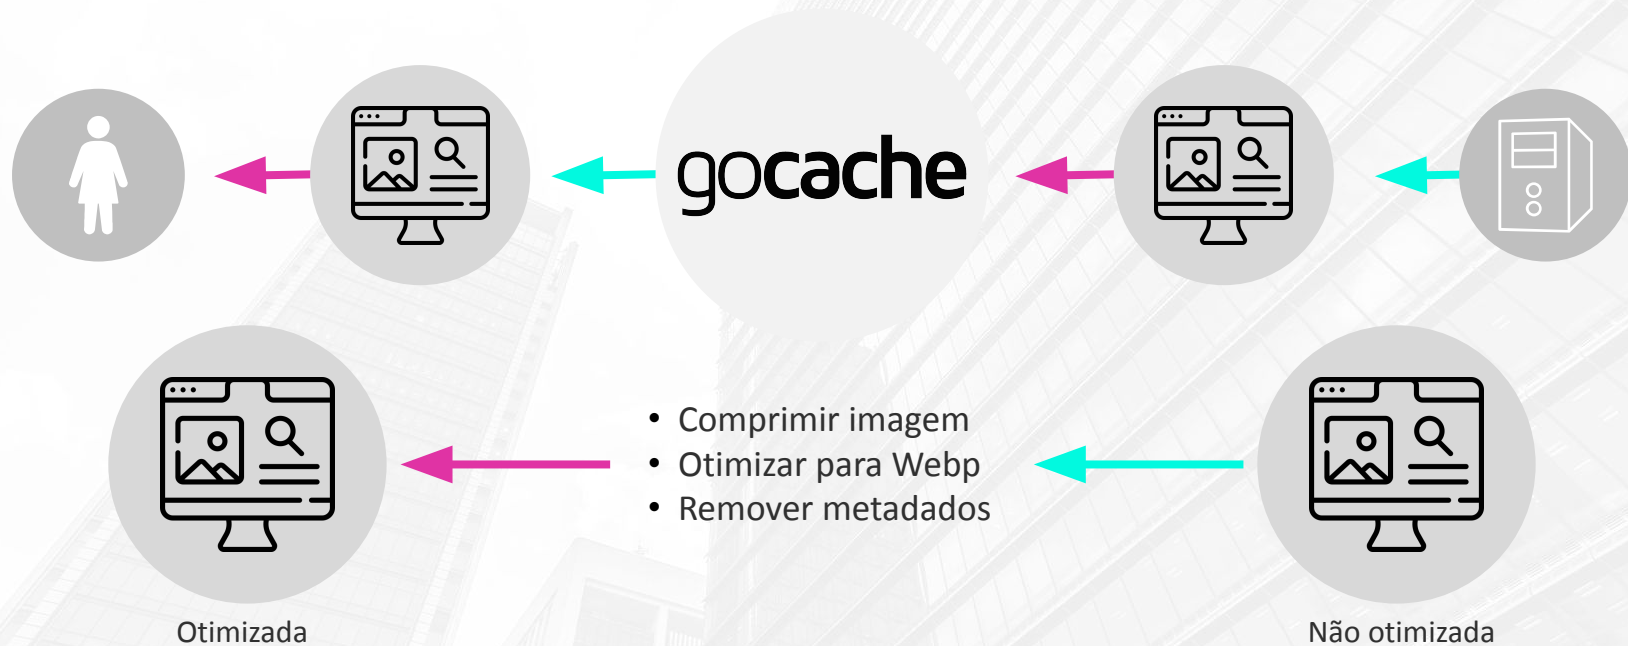 gocache
• Comprimir imagem
• Otimizar para Webp
• Remover metadados
Otimizada
Não otimizada